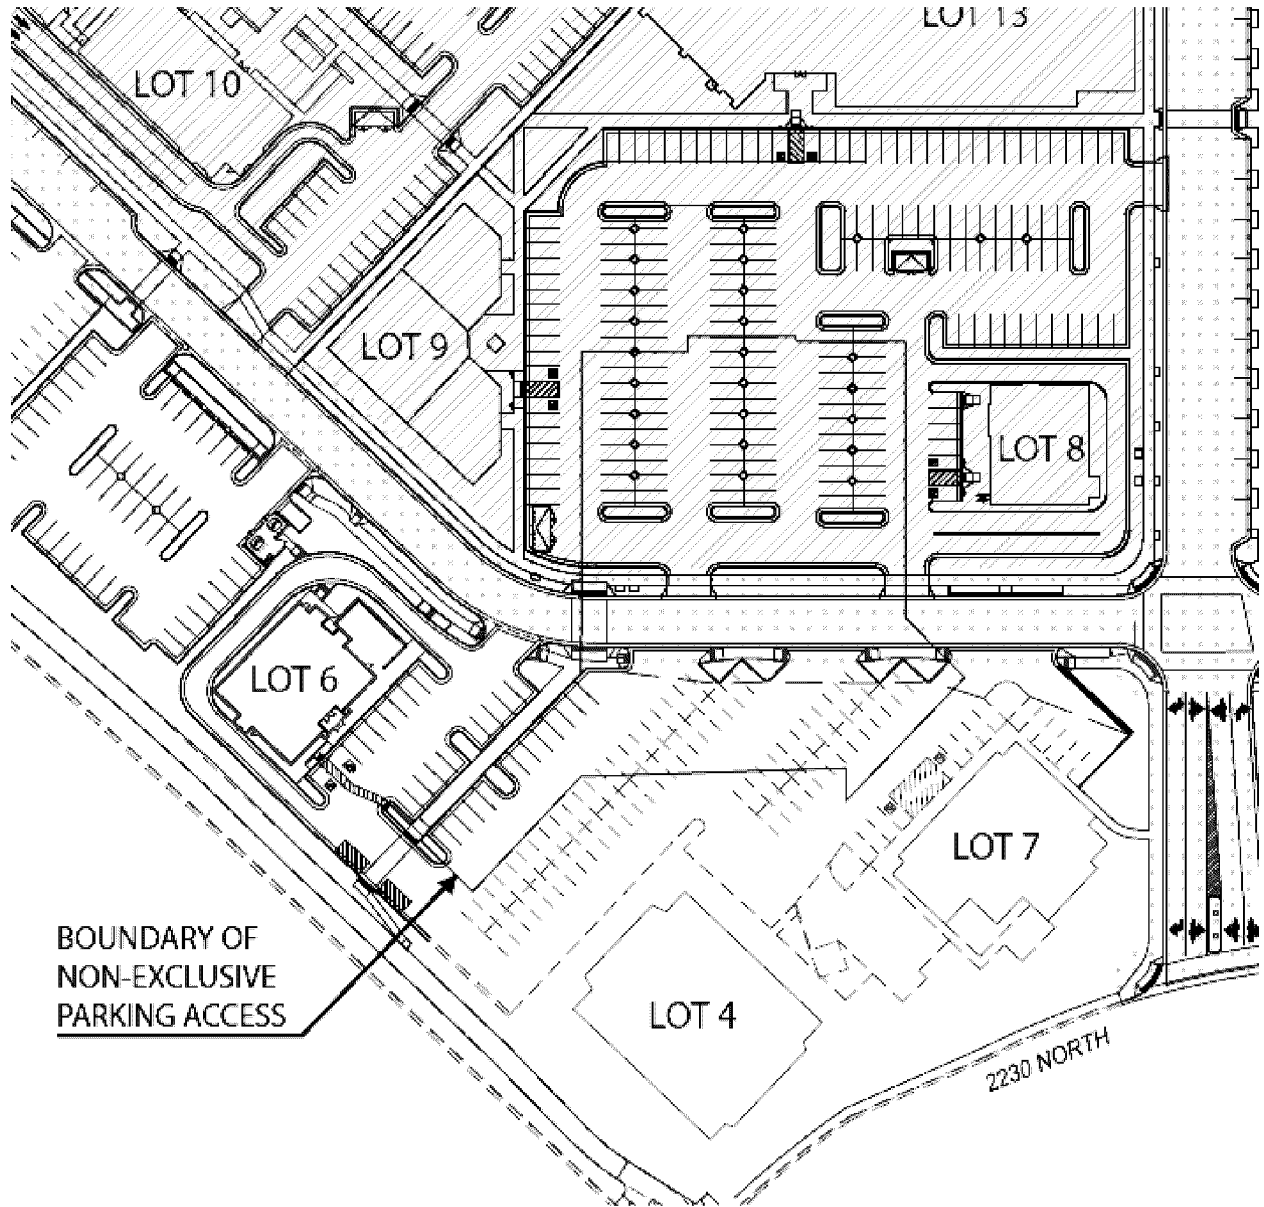 LOT 13
LOT 10
LOT 9
LOT 8
LOT 6
LOT 7
BOUNDARY OF
NON-EXCLUSIVE
PARKING ACCESS
LOT 4
2230 NORTH